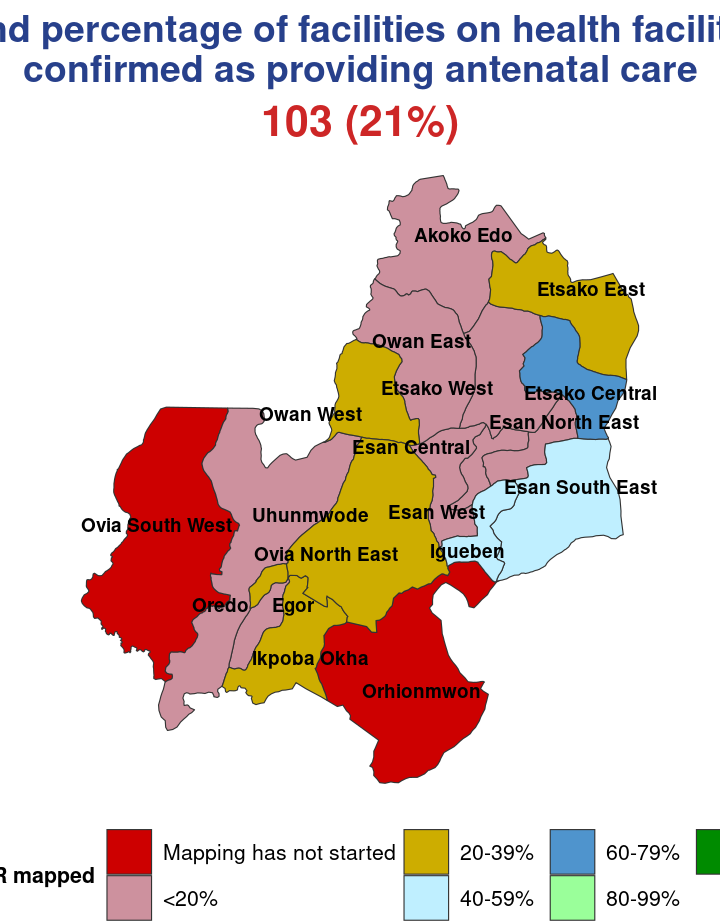 percentage of facilities on health
confirmed as providing antenatal care
103 (21%)
Akoko Edo
Etsako East
Owan East
Etsako West
Etsako Central
Owan West
Esan North East
Esan Central
Esan South East
Esan West
Ovia South West
Uhunmwode
Igueben
Ovia North East
Oredo
Egor
Ikpoba Okha
Orhionmwon
mapped
Mapping has not started
20-39%
60-79%
<20%
40-59%
80-99%